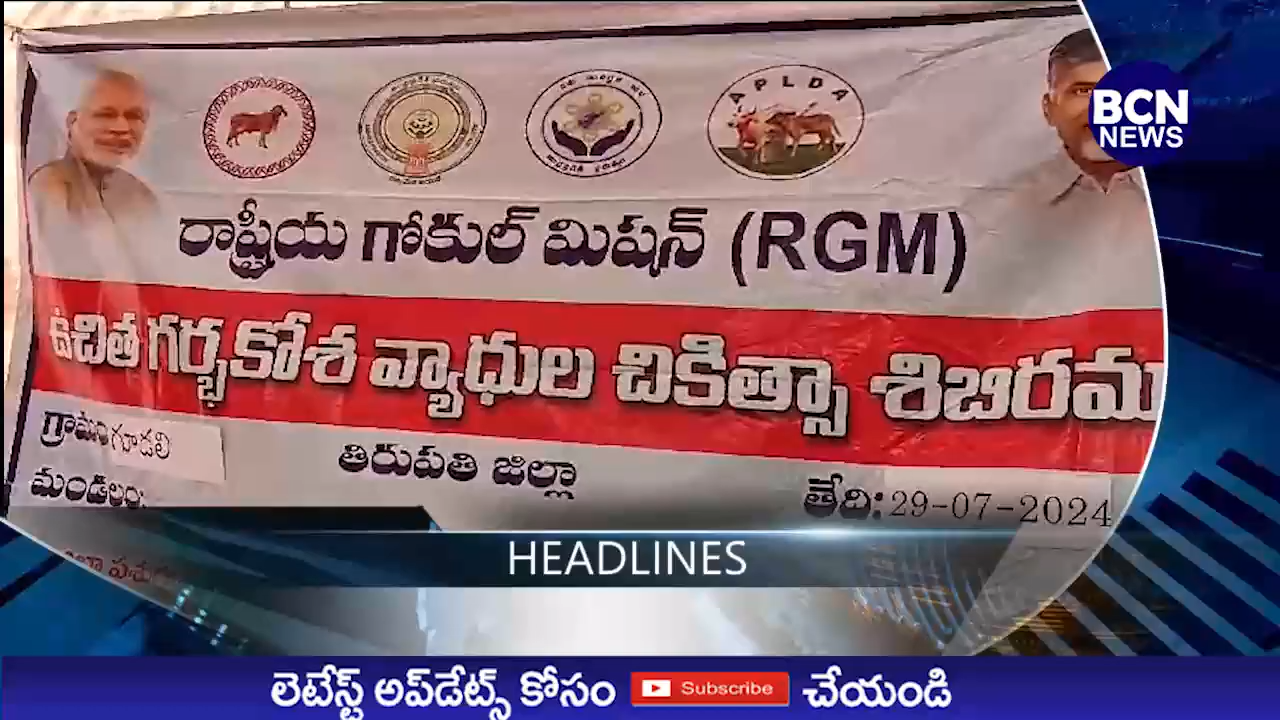 BCN
NEWS
APLDA
రాష్ట్రీయ గోకుల్ మిషన్ (RGM)
ఉచిత గర్భకోశ వ్యాధుల చికిత్సా శిబిరమ
గ్రామం గూడలి
తిరుపతి జిల్లా
మండలం:
తేది: 29-07-2024
HEADLINES
లెటేస్ట్ అప్‌డేట్స్ కోసం Subscribe చేయండి